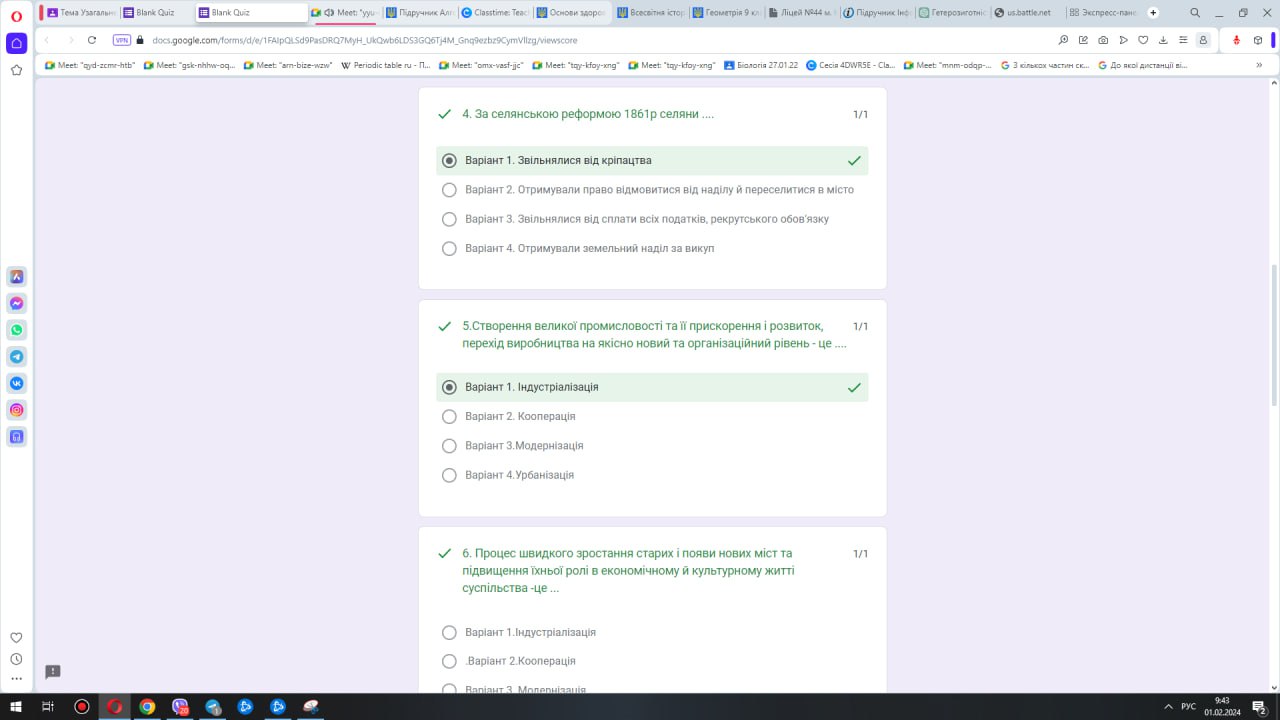 Тема Узагальн
Blank Quiz
Blank Quiz
Meet: "yyu-
Підручник Алг
Classtime: Teach
Основи здоров
Всесвітня істор
Геометрія 9 кл
Ліцей №44 м.
Підручник Інф
Гетерозиготн
us.battle.net
Экспресс-пане
VPN
docs.google.com/forms/d/e/1FAIpQLSd9PasDRQ7MyH_UkQwb6LDS3GQ6Tj4M_Gnq9ezbz9CymVllzg/viewscore
Meet: "qyd-zcmr-htb"
Meet: "gsk-nhhw-oq...
Meet: "arn-bize-wzw"
Periodic table ru - П...
Meet: "omx-vasf-jjc"
Meet: "tqy-kfoy-xng"
Meet: "tqy-kfoy-xng"
Біологія 27.01.22
Сесія 4DWR5E - Cla...
Meet: "mnm-odqp-...
З кількох частин ск...
До якої дистанції ві...
4. За селянською реформою 1861р селяни ....
1/1
Варіант 1. Звільнялися від кріпацтва
Варіант 2. Отримували право відмовитися від наділу й переселитися в місто
Варіант 3. Звільнялися від сплати всіх податків, рекрутського обов'язку
Варіант 4. Отримували земельний наділ за викуп
5.Створення великої промисловості та її прискорення і розвиток,
1/1
перехід виробництва на якісно новий та організаційний рівень - це ....
Варіант 1. Індустріалізація
Варіант 2. Кооперація
Варіант 3.Модернізація
Варіант 4.Урбанізація
6. Процес швидкого зростання старих і появи нових міст та
1/1
підвищення їхньої ролі в економічному й культурному житті
суспільства -це ...
Варіант 1.Індустріалізація
.Варіант 2.Кооперація
Варіант 3. Модернізація
РУС
9:43
01.02.2024
2